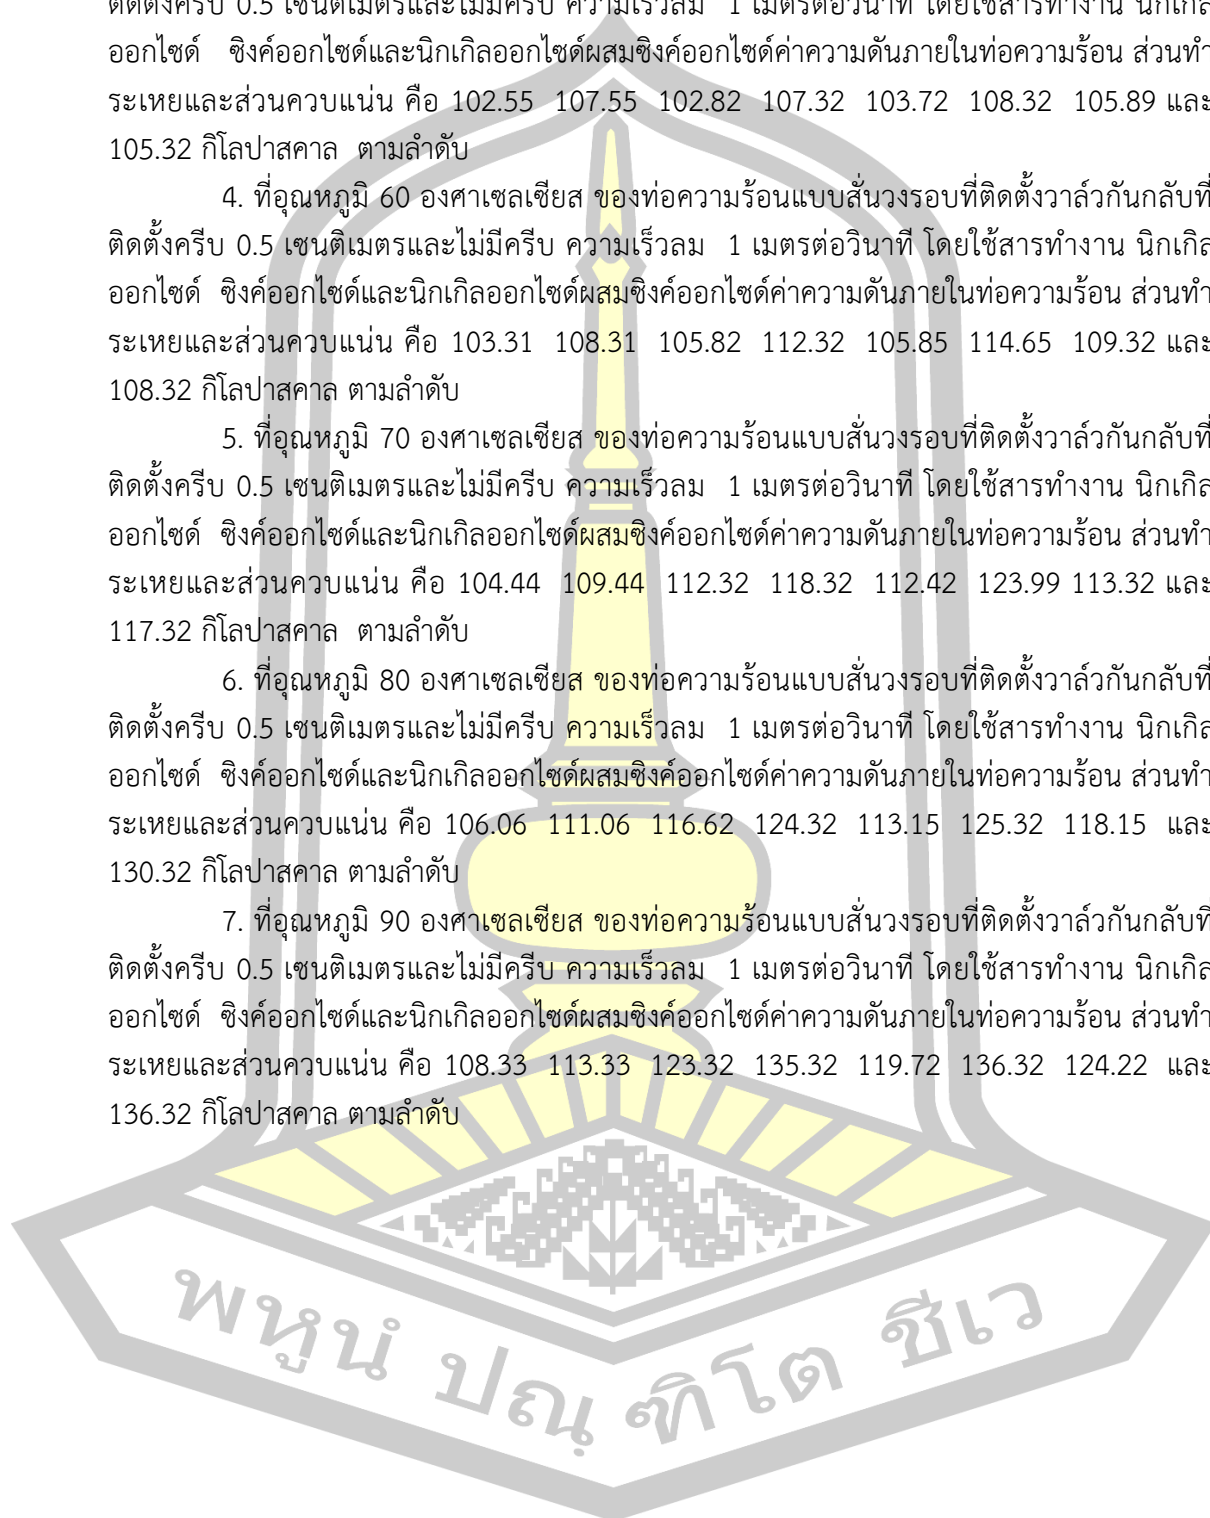 ติดตั้งครีบ 0.5 เซนติเมตรและไม่มีครีบ ความเร็วลม 1 เมตรต่อวินาที โดยใช้สารทำงาน นิกเกิล
ออกไซด์ ซิงค์ออกไซด์และนิกเกิลออกไซด์ผสมซิงค์ออกไซด์ค่าความดันภายในท่อความร้อน ส่วนทำ
ระเหยและส่วนควบแน่น คือ 102.55 107.55 102.82 107.32 103.72 108.32 105.89 และ
105.32 กิโลปาสคาล ตามลำดับ
4. ที่อุณหภูมิ 60 องศาเซลเซียส ของท่อความร้อนแบบสั่นวงรอบที่ติดตั้งวาล์วกันกลับที่
ติดตั้งครีบ 0.5 เซนติเมตรและไม่มีครีบ ความเร็วลม 1 เมตรต่อวินาที โดยใช้สารทำงาน นิกเกิล
ออกไซด์ ซิงค์ออกไซด์และนิกเกิลออกไซด์ผสมซิงค์ออกไซด์ค่าความดันภายในท่อความร้อน ส่วนทำ
ระเหยและส่วนควบแน่น คือ 103.31 108.31 105.82 112.32 105.85 114.65 109.32 และ
108.32 กิโลปาสคาล ตามลำดับ
5. ที่อุณหภูมิ 70 องศาเซลเซียส ของท่อความร้อนแบบสั่นวงรอบที่ติดตั้งวาล์วกันกลับที่
ติดตั้งครีบ 0.5 เซนติเมตรและไม่มีครีบ ความเร็วลม 1 เมตรต่อวินาที โดยใช้สารทำงาน นิกเกิล
ออกไซด์ ซิงค์ออกไซด์และนิกเกิลออกไซด์ผสมซิงค์ออกไซด์ค่าความดันภายในท่อความร้อน ส่วนทำ
ระเหยและส่วนควบแน่น คือ 104.44 109.44 112.32 118.32 112.42 123.99 113.32 และ
117.32 กิโลปาสคาล ตามลำดับ
6. ที่อุณหภูมิ 80 องศาเซลเซียส ของท่อความร้อนแบบสั่นวงรอบที่ติดตั้งวาล์วกันกลับที่
ติดตั้งครีบ 0.5 เซนติเมตรและไม่มีครีบ ความเร็วลม 1 เมตรต่อวินาที โดยใช้สารทำงาน นิกเกิล
ออกไซด์ ซิงค์ออกไซด์และนิกเกิลออกไซด์ผสมซิงค์ออกไซด์ค่าความดันภายในท่อความร้อน ส่วนทำ
ระเหยและส่วนควบแน่น คือ 106.06 111.06 116.62 124.32 113.15 125.32 118.15 และ
130.32 กิโลปาสคาล ตามลำดับ
7. ที่อุณหภูมิ 90 องศาเซลเซียส ของท่อความร้อนแบบสั่นวงรอบที่ติดตั้งวาล์วกันกลับที่
ติดตั้งครีบ 0.5 เซนติเมตรและไม่มีครีบ ความเร็วลม 1 เมตรต่อวินาที โดยใช้สารทำงาน นิกเกิล
ออกไซด์ ซิงค์ออกไซด์และนิกเกิลออกไซด์ผสมซิงค์ออกไซด์ค่าความดันภายในท่อความร้อน ส่วนทำ
ระเหยและส่วนควบแน่น คือ 108.33 113.33 123.32 135.32 119.72 136.32 124.22 และ
136.32 กิโลปาสคาล ตามลำดับ
พหูนํ ปณฺฑิโต ชีเว